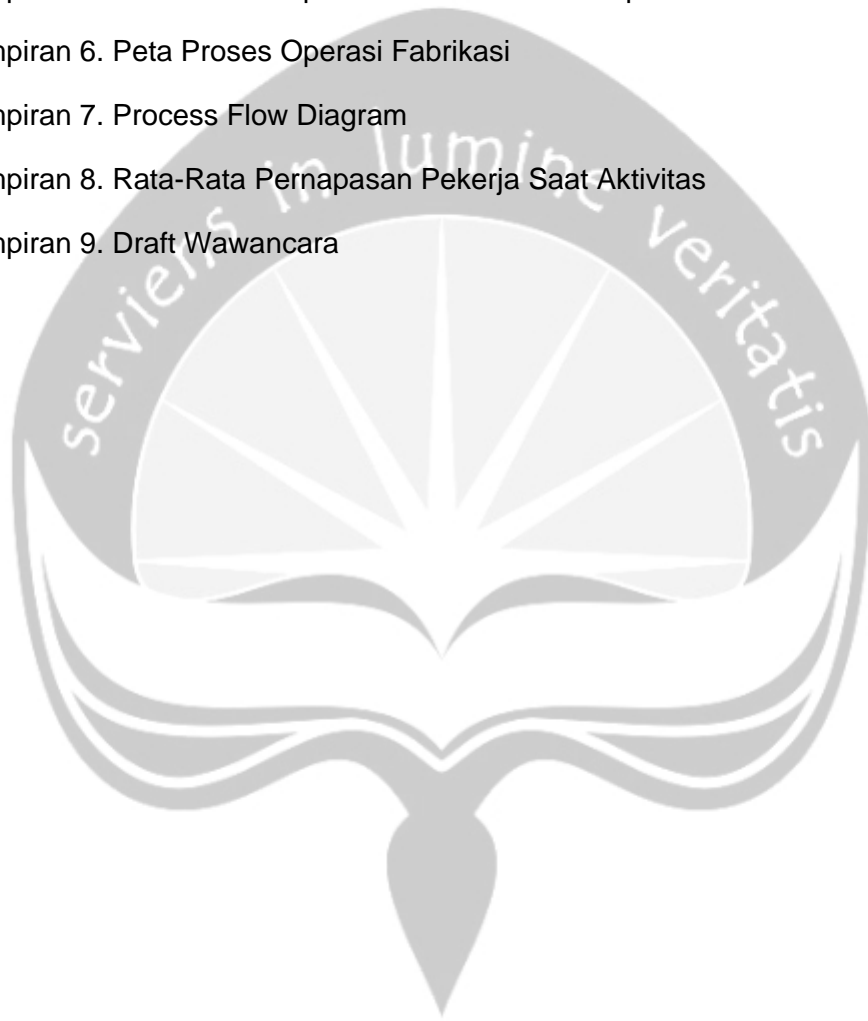 mpiran 6. Peta Proses Operasi Fabrikasi
mpiran 7. Process Flow Diagram
mpiran 8. Rata-Rata Pernapasan Pekerja Saat Aktivitas
mpiran 9. Draft Wawancara
serviens in lumine veritatis